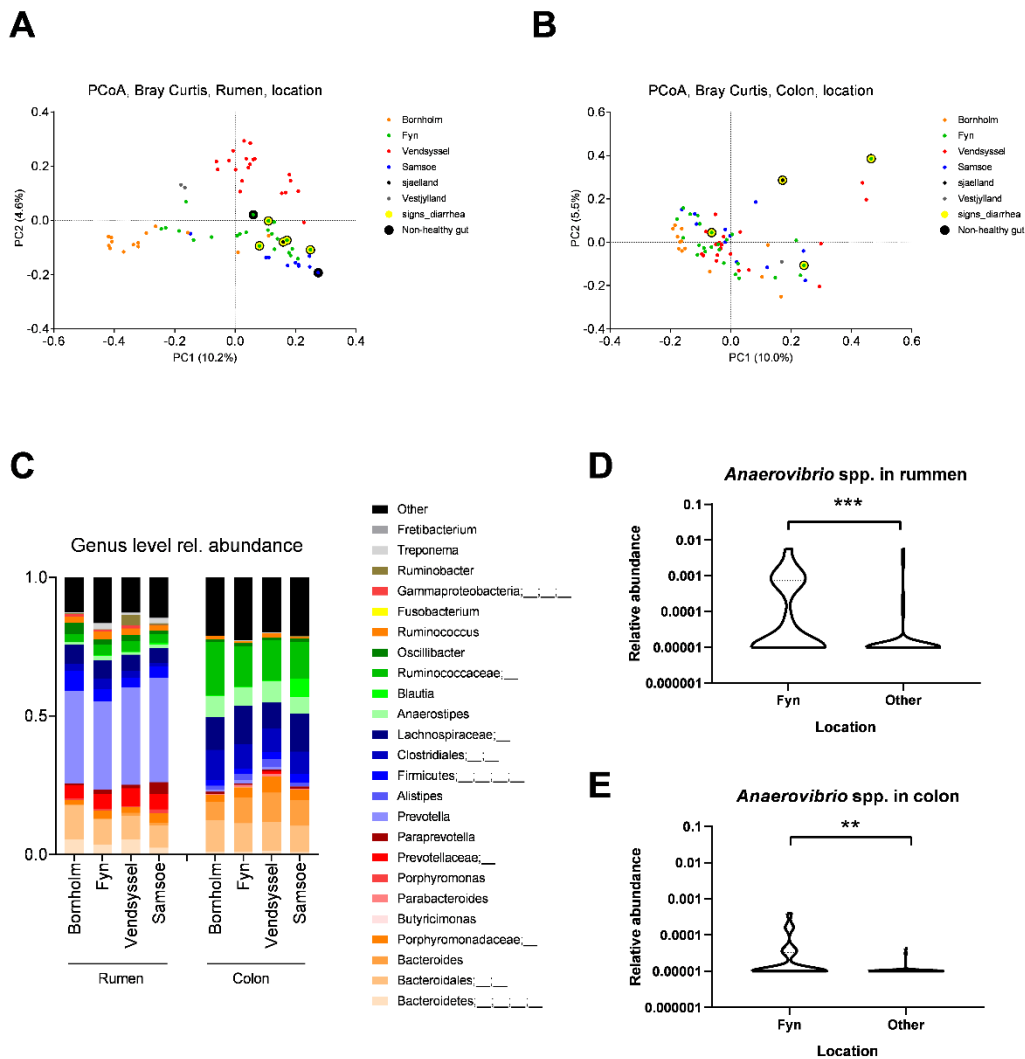 A
PCoA, Bray Curtis, Rumen, location
0.4
0.2
0.0
-0.2
-0.4
PC2 (4.6%)
-0.6
-0.4
-0.2
0.0
0.2
0.4
PC1 (10.2%)
Bornholm
Fyn
Vendsyssel
Samsoe
sjaelland
Vestjylland
signs_diarrhea
Non-healthy gut
B
PCoA, Bray Curtis, Colon, location
0.6
0.4
0.2
0.0
-0.2
-0.4
PC2 (5.5%)
-0.6
-0.4
-0.2
0.0
0.2
0.4
0.6
PC1 (10.0%)
Bornholm
Fyn
Vendsyssel
Samsoe
sjaelland
Vestjylland
signs_diarrhea
Non-healthy gut
C
Genus level rel. abundance
1.0
0.5
0.0
Bornholm
Fyn
Vendsyssel
Samsoe
Rumen
Bornholm
Fyn
Vendsyssel
Samsoe
Colon
Other
Fretibacterium
Treponema
Ruminobacter
Gammaproteobacteria;__;__;__
Fusobacterium
Ruminococcus
Oscillibacter
Ruminococcaceae;__
Blautia
Anaerostipes
Lachnospiraceae;__
Clostridiales;__;__
Firmicutes;__;__;__;__
Alistipes
Prevotella
Paraprevotella
Prevotellaceae;__
Porphyromonas
Parabacteroides
Butyricimonas
Porphyromonadaceae;__
Bacteroides
Bacteroidales;__;__
Bacteroidetes;__;__;__;__
D
Anaerovibrio spp. in rummen
***
0.1
0.01
0.001
0.0001
0.00001
0.000001
Relative abundance
Fyn
Other
Location
E
Anaerovibrio spp. in colon
**
0.1
0.01
0.001
0.0001
0.00001
0.000001
Relative abundance
Fyn
Other
Location